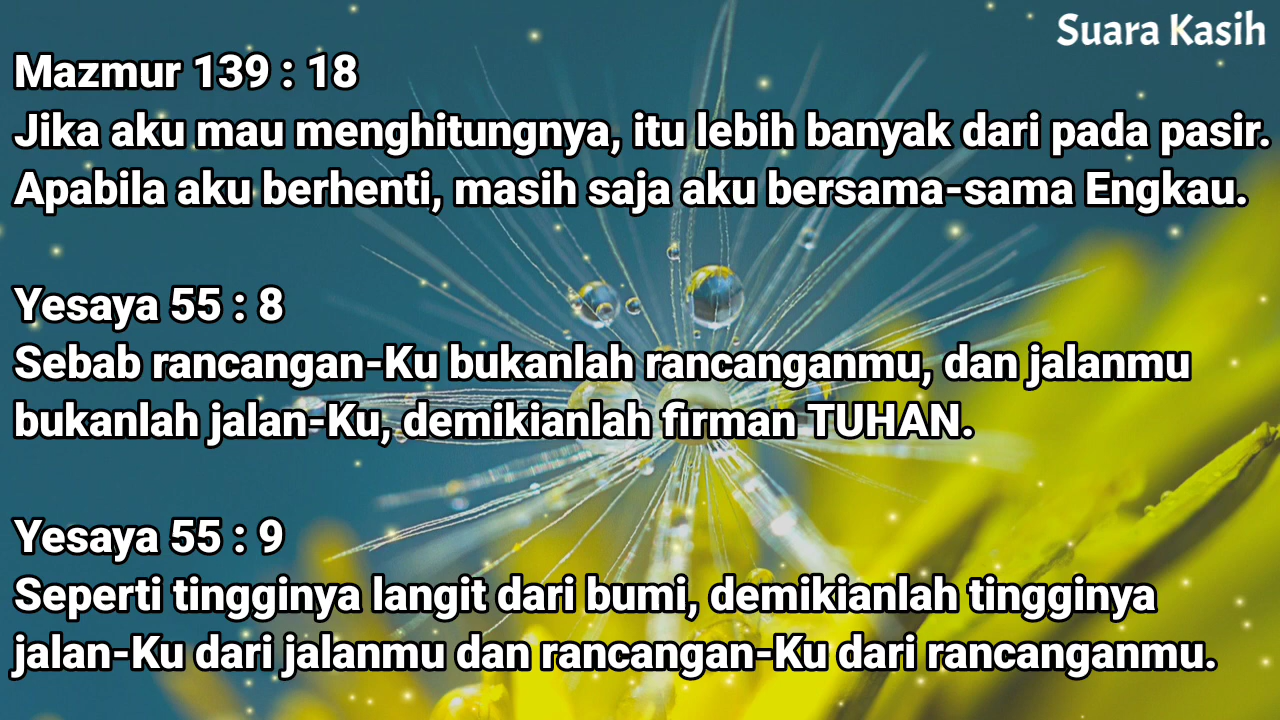 Suara Kasih
Mazmur 139 : 18
Jika aku mau menghitungnya, itu lebih banyak dari pada pasir.
Apabila aku berhenti, masih saja aku bersama-sama Engkau.
Yesaya 55 : 8
Sebab rancangan-Ku bukanlah rancanganmu, dan jalanmu
bukanlah jalan-Ku, demikianlah firman TUHAN.
Yesaya 55 : 9
Seperti tingginya langit dari bumi, demikianlah tingginya
jalan-Ku dari jalanmu dan rancangan-Ku dari rancanganmu.